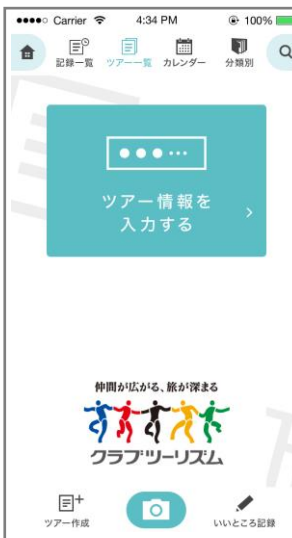 Carrier 4:34 PM 100%
記録一覧 ツアー一覧 カレンダー 分類別
ツアー情報を
入力する
仲間が広がる、旅が深まる
クラブツーリズム
ツアー作成 いいところ記録